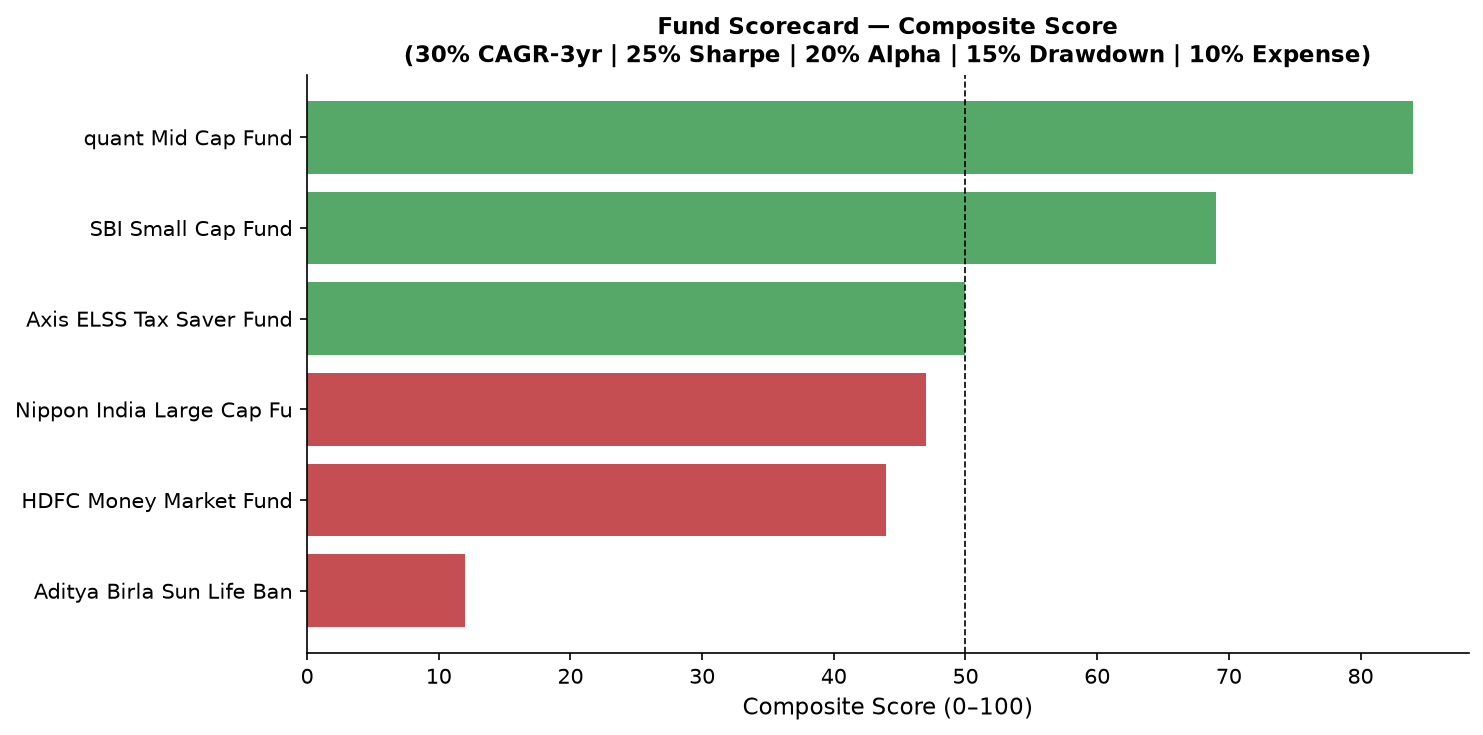 Fund Scorecard — Composite Score
(30% CAGR-3yr | 25% Sharpe | 20% Alpha | 15% Drawdown | 10% Expense)
quant Mid Cap Fund
SBI Small Cap Fund
Axis ELSS Tax Saver Fund
Nippon India Large Cap Fu
HDFC Money Market Fund
Aditya Birla Sun Life Ban
0 10 20 30 40 50 60 70 80
Composite Score (0–100)